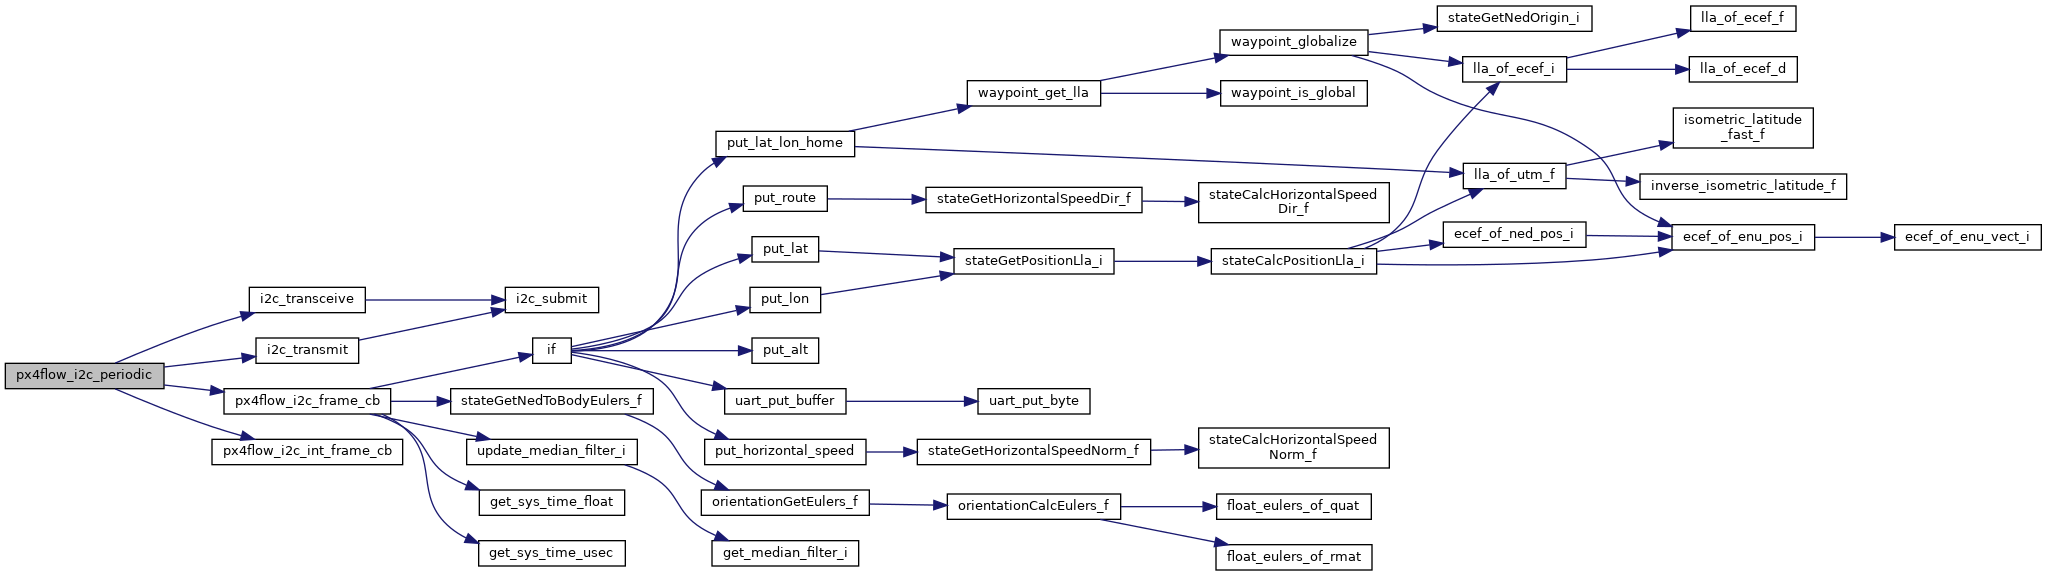 px4flow_i2c_periodic
i2c_transceive
i2c_transmit
px4flow_i2c_frame_cb
px4flow_i2c_int_frame_cb
i2c_submit
if
stateGetNedToBodyEulers_f
update_median_filter_i
get_sys_time_float
get_sys_time_usec
put_lat_lon_home
put_route
put_lat
put_lon
put_alt
uart_put_buffer
put_horizontal_speed
orientationGetEulers_f
get_median_filter_i
waypoint_get_lla
stateGetHorizontalSpeedDir_f
stateGetPositionLla_i
uart_put_byte
stateGetHorizontalSpeedNorm_f
orientationCalcEulers_f
waypoint_globalize
waypoint_is_global
stateCalcHorizontalSpeed
Dir_f
stateCalcPositionLla_i
stateCalcHorizontalSpeed
Norm_f
float_eulers_of_quat
float_eulers_of_rmat
stateGetNedOrigin_i
lla_of_ecef_i
lla_of_utm_f
ecef_of_ned_pos_i
lla_of_ecef_f
lla_of_ecef_d
isometric_latitude
_fast_f
inverse_isometric_latitude_f
ecef_of_enu_pos_i
ecef_of_enu_vect_i